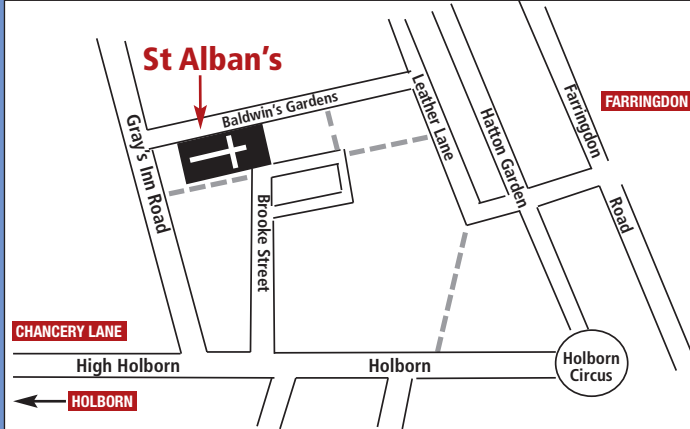 St Alban's
Baldwin's Gardens
Leather Lane
Hatton Garden
Farringdon
Road
FARRINGDON
Gray's Inn Road
Brooke Street
CHANCERY LANE
High Holborn
Holborn
Holborn
Circus
HOLBORN